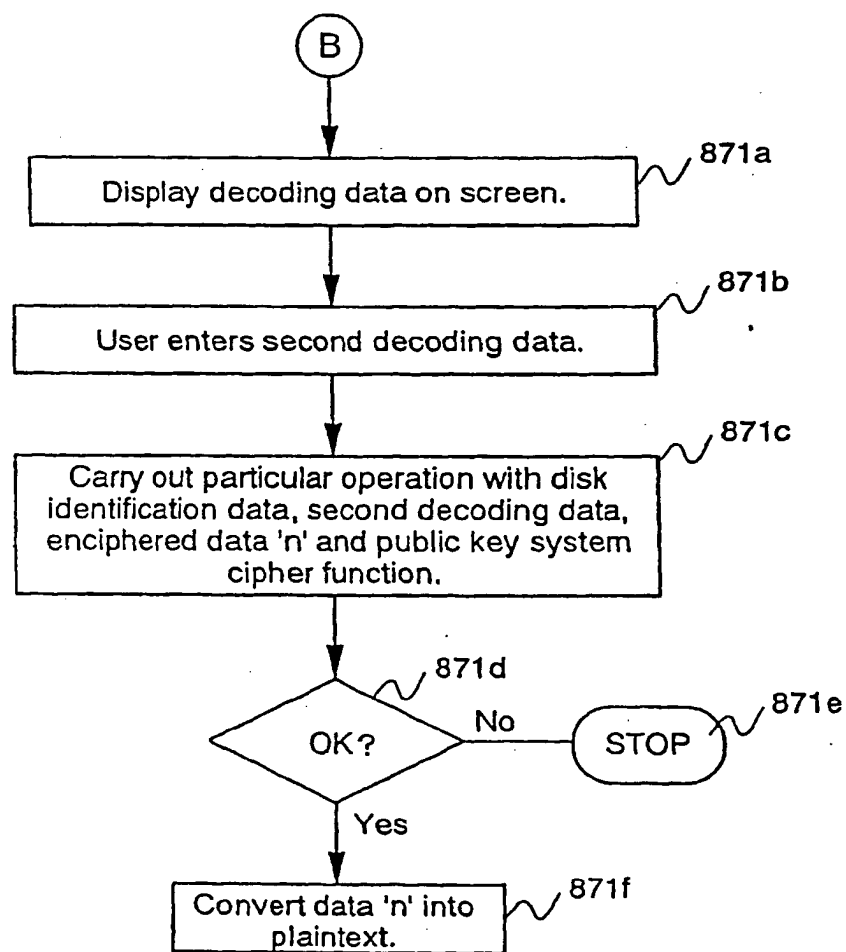 B
871a
Display decoding data on screen.
871b
User enters second decoding data.
871c
Carry out particular operation with disk
identification data, second decoding data,
enciphered data 'n' and public key system
cipher function.
871d
OK?
No
871e
STOP
Yes
871f
Convert data 'n' into
plaintext.